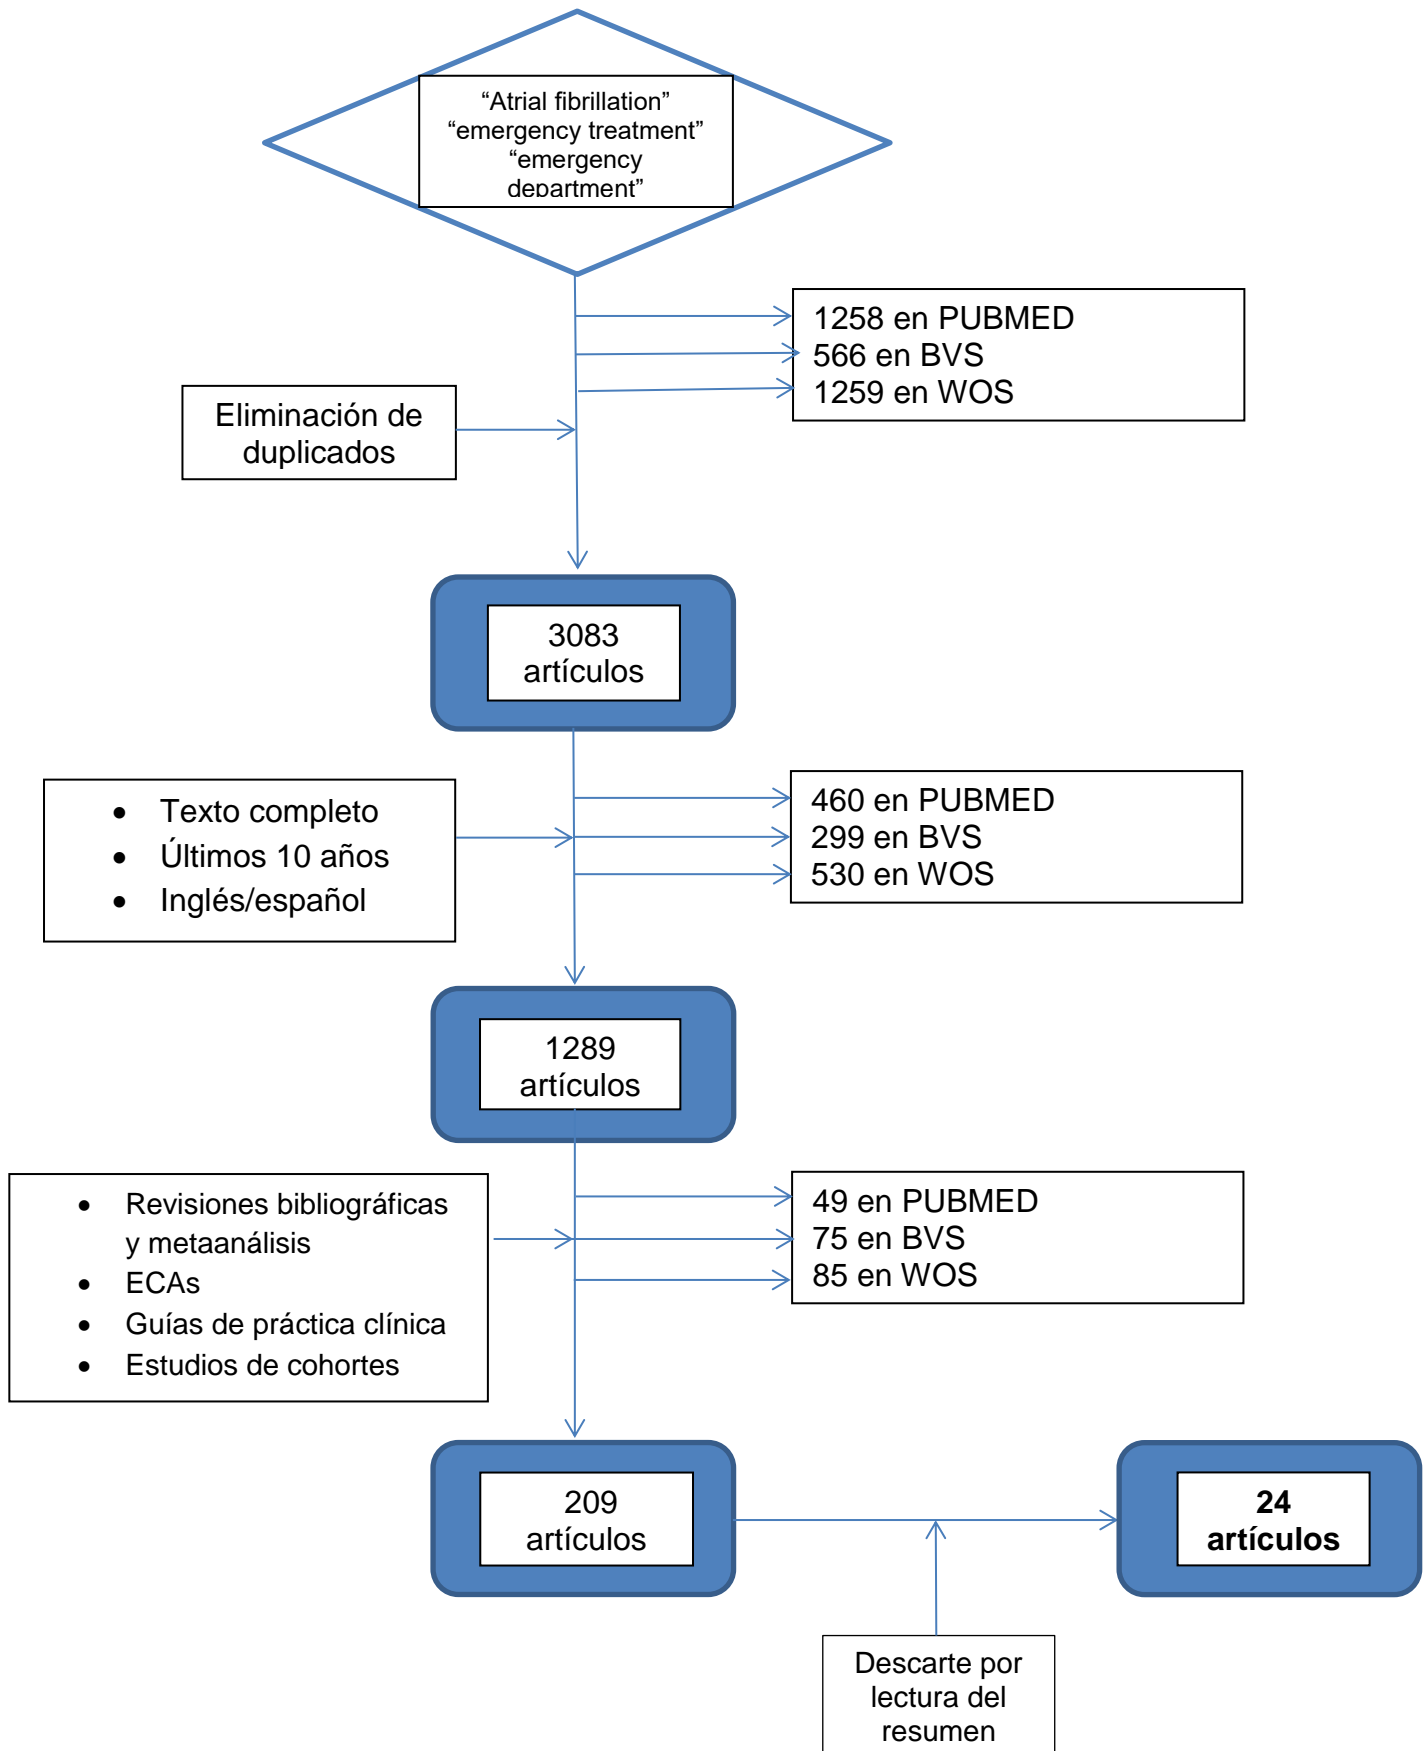 “Atrial fibrillation”
“emergency treatment”
“emergency
department”
1258 en PUBMED
566 en BVS
1259 en WOS
Eliminación de
duplicados
3083
artículos
• Texto completo
• Últimos 10 años
• Inglés/español
460 en PUBMED
299 en BVS
530 en WOS
1289
artículos
• Revisiones bibliográficas
y metaanálisis
• ECAs
• Guías de práctica clínica
• Estudios de cohortes
49 en PUBMED
75 en BVS
85 en WOS
209
artículos
24
artículos
Descarte por
lectura del
resumen